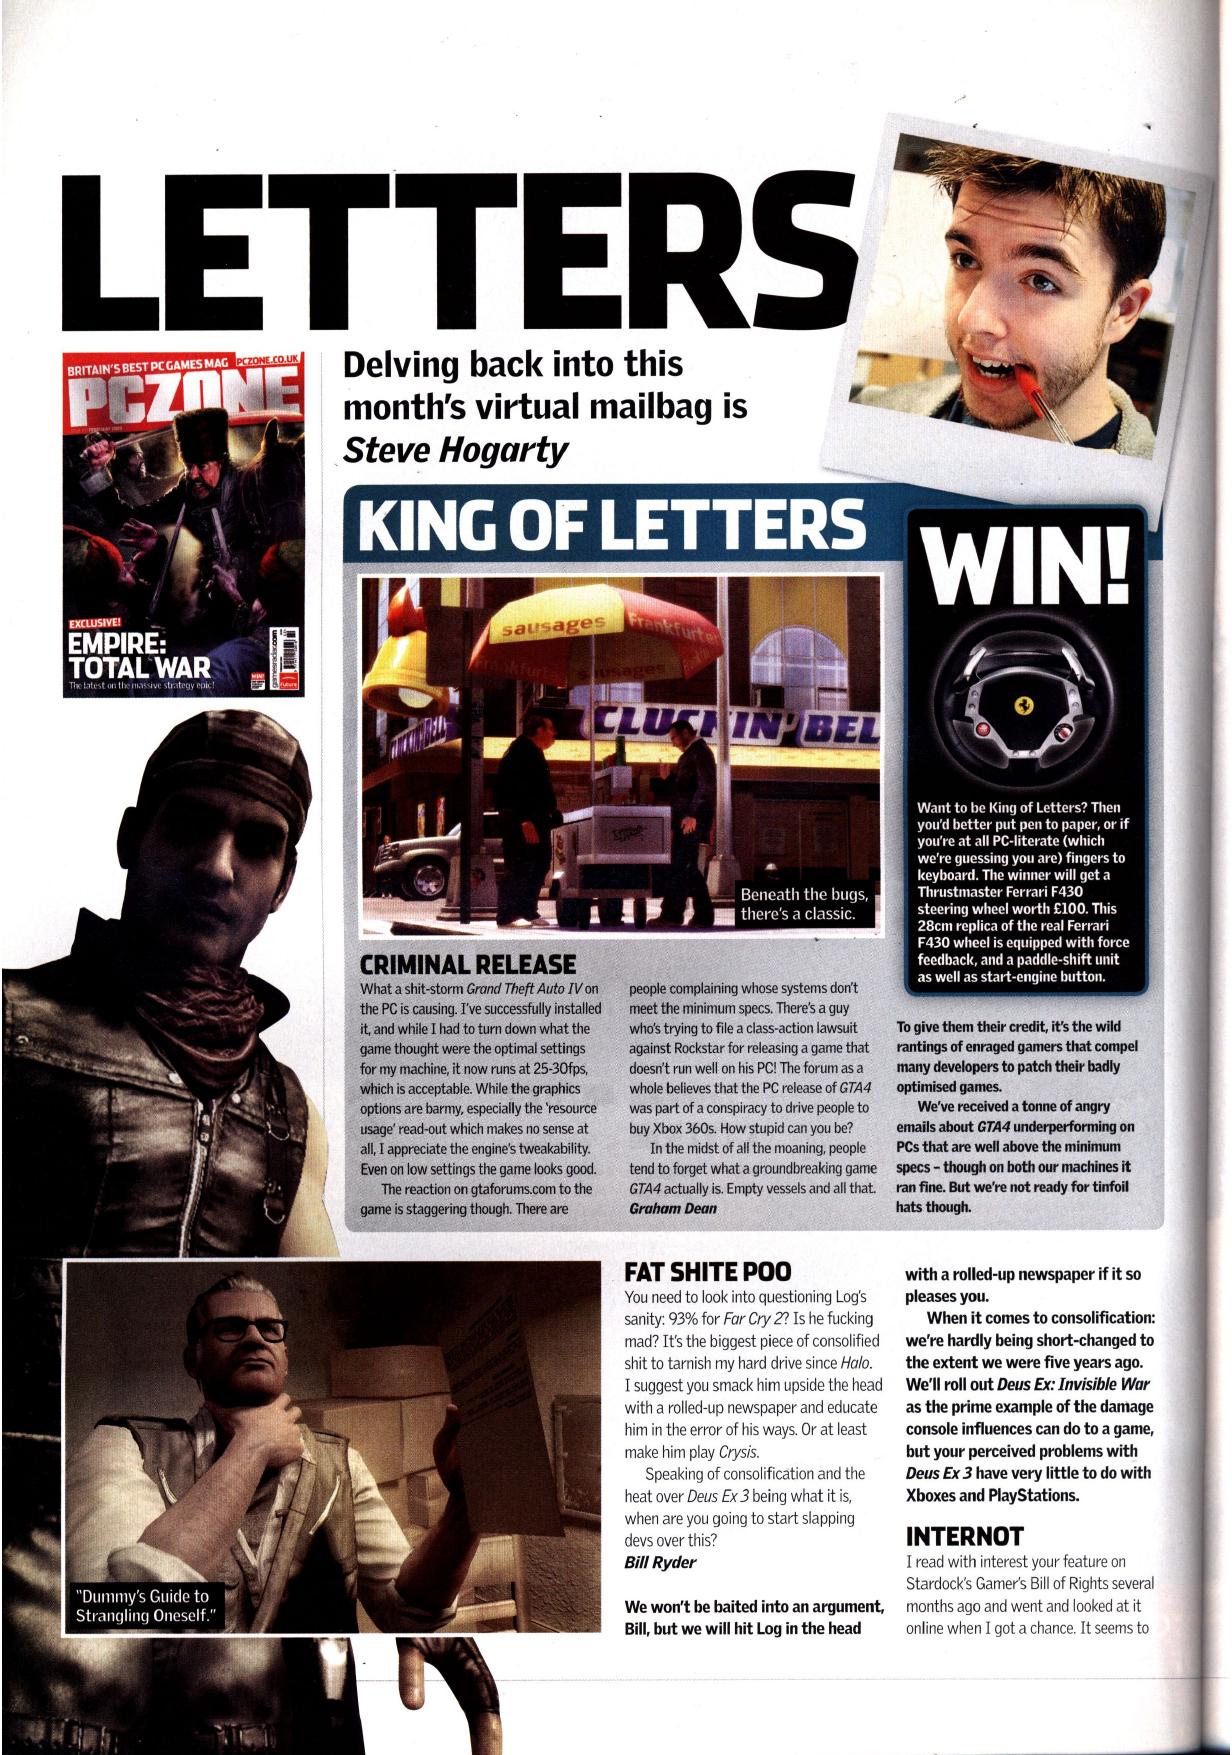 LETTERS
BRITAIN'S BEST PC GAMES MAG PCZONE.CO.UK
PCZONE
EXCLUSIVE!
EMPIRE:
TOTAL WAR
The latest on the massive strategy epic!
gamesradar.com
Future
Delving back into this
month's virtual mailbag is
Steve Hogarty
KING OF LETTERS
sausages
Frankfurt
sausages
CLUCKIN' BELL
CLUCKIN' BEL
Beneath the bugs,
there's a classic.
WIN!
Want to be King of Letters? Then
you'd better put pen to paper, or if
you're at all PC-literate (which
we're guessing you are) fingers to
keyboard. The winner will get a
Thrustmaster Ferrari F430
steering wheel worth £100. This
28cm replica of the real Ferrari
F430 wheel is equipped with force
feedback, and a paddle-shift unit
as well as start-engine button.
CRIMINAL RELEASE
What a shit-storm Grand Theft Auto IV on
the PC is causing. I've successfully installed
it, and while I had to turn down what the
game thought were the optimal settings
for my machine, it now runs at 25-30fps,
which is acceptable. While the graphics
options are barmy, especially the 'resource
usage' read-out which makes no sense at
all, I appreciate the engine's tweakability.
Even on low settings the game looks good.
The reaction on gtaforums.com to the
game is staggering though. There are
people complaining whose systems don't
meet the minimum specs. There's a guy
who's trying to file a class-action lawsuit
against Rockstar for releasing a game that
doesn't run well on his PC! The forum as a
whole believes that the PC release of GTA4
was part of a conspiracy to drive people to
buy Xbox 360s. How stupid can you be?
In the midst of all the moaning, people
tend to forget what a groundbreaking game
GTA4 actually is. Empty vessels and all that.
Graham Dean
To give them their credit, it's the wild
rantings of enraged gamers that compel
many developers to patch their badly
optimised games.
We've received a tonne of angry
emails about GTA4 underperforming on
PCs that are well above the minimum
specs – though on both our machines it
ran fine. But we're not ready for tinfoil
hats though.
"Dummy's Guide to
Strangling Oneself."
FAT SHITE POO
You need to look into questioning Log's
sanity: 93% for Far Cry 2? Is he fucking
mad? It's the biggest piece of consolified
shit to tarnish my hard drive since Halo.
I suggest you smack him upside the head
with a rolled-up newspaper and educate
him in the error of his ways. Or at least
make him play Crysis.
Speaking of consolification and the
heat over Deus Ex 3 being what it is,
when are you going to start slapping
devs over this?
Bill Ryder
We won't be baited into an argument,
Bill, but we will hit Log in the head
with a rolled-up newspaper if it so
pleases you.
When it comes to consolification:
we're hardly being short-changed to
the extent we were five years ago.
We'll roll out Deus Ex: Invisible War
as the prime example of the damage
console influences can do to a game,
but your perceived problems with
Deus Ex 3 have very little to do with
Xboxes and PlayStations.
INTERNOT
I read with interest your feature on
Stardock's Gamer's Bill of Rights several
months ago and went and looked at it
online when I got a chance. It seems to